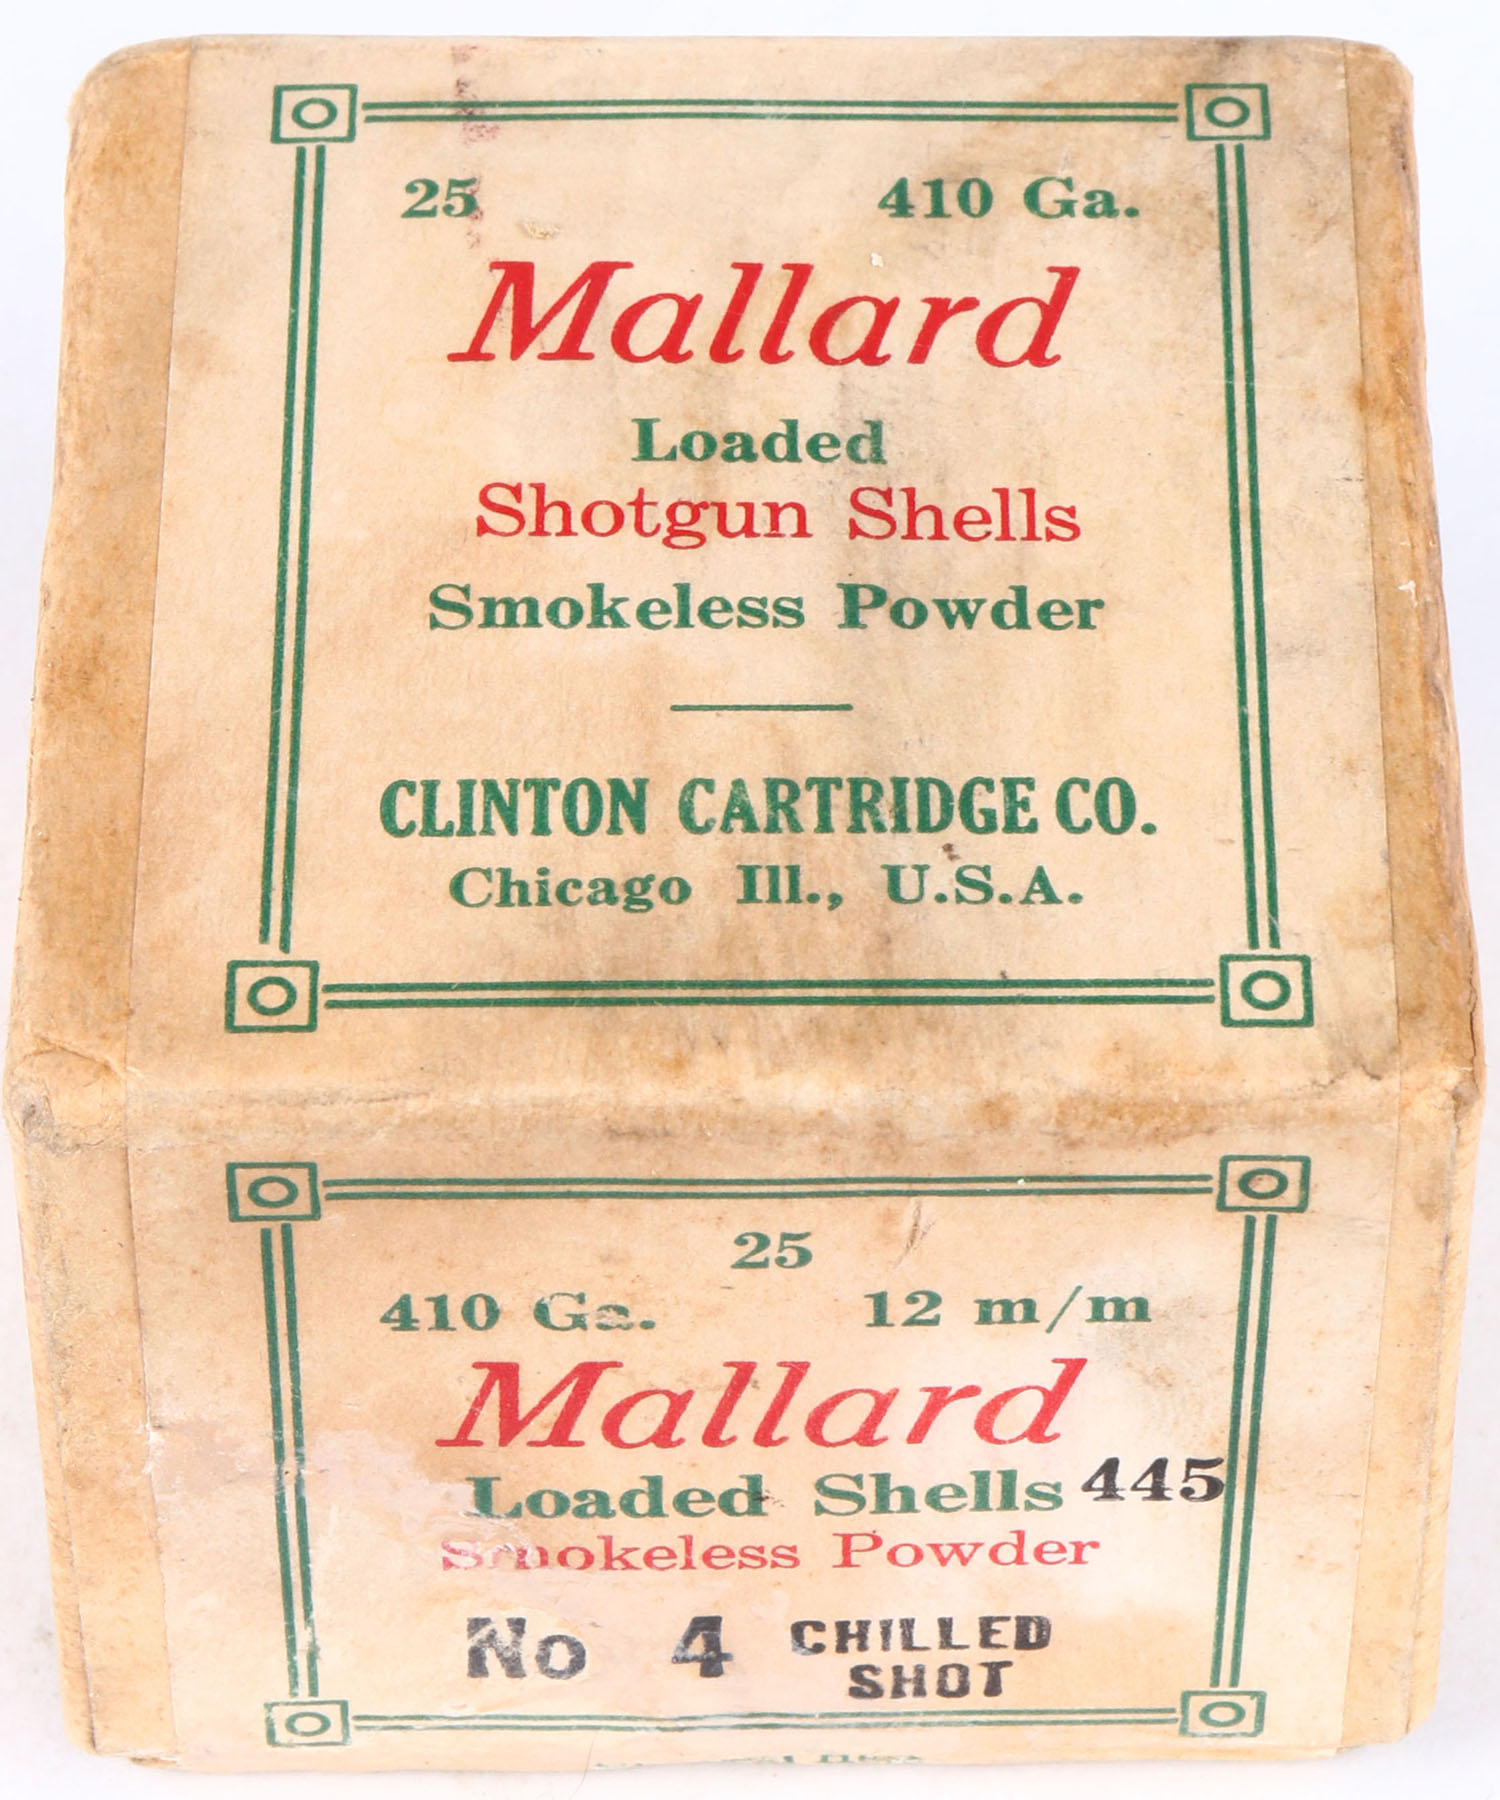 25 410 Ga.
Mallard
Loaded
Shotgun Shells
Smokeless Powder
CLINTON CARTRIDGE CO.
Chicago Ill., U.S.A.
25
410 Ga. 12 m/m
Mallard
Loaded Shells 445
Smokeless Powder
No 4 CHILLED
SHOT